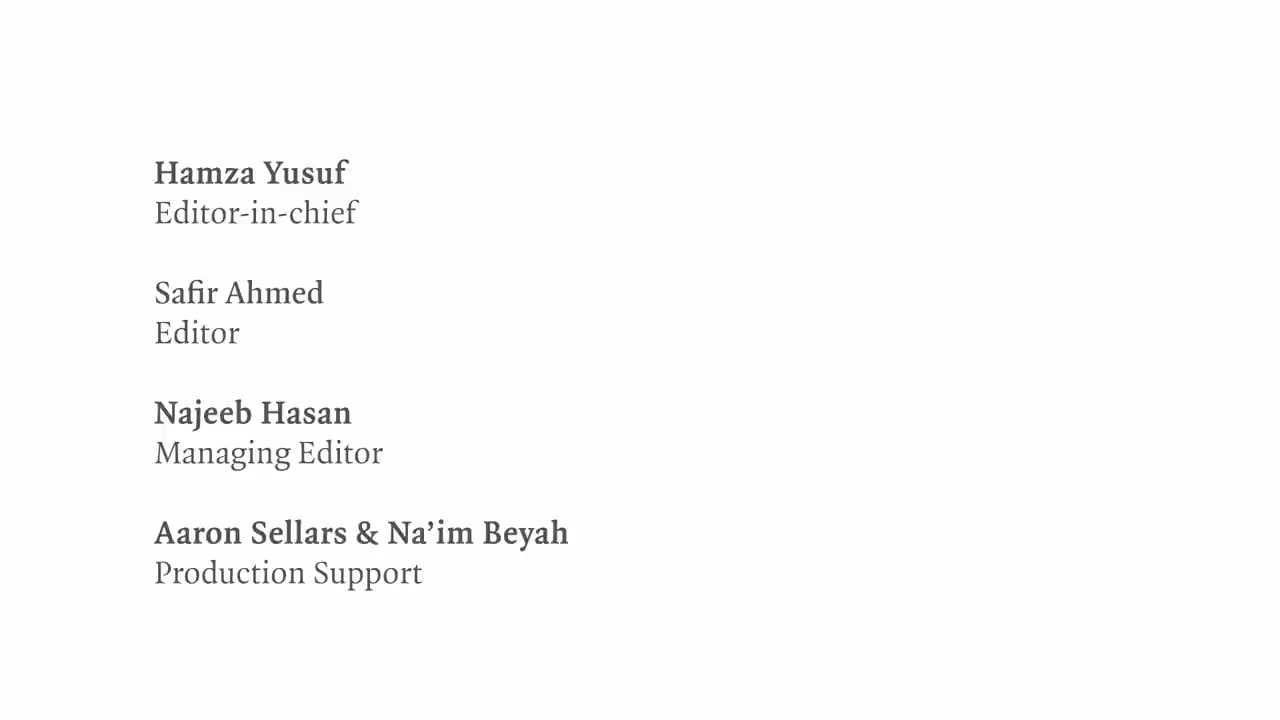 Hamza Yusuf
Editor-in-chief
Safir Ahmed
Editor
Najeeb Hasan
Managing Editor
Aaron Sellars & Na’im Beyah
Production Support